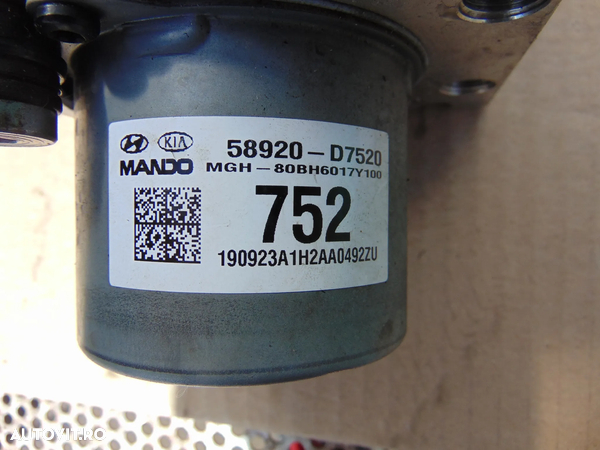 KIA 58920-D7520
MANDO MGH-80BH6017Y100
752
190923A1H2AA0492ZU
AUTOVIT.RO